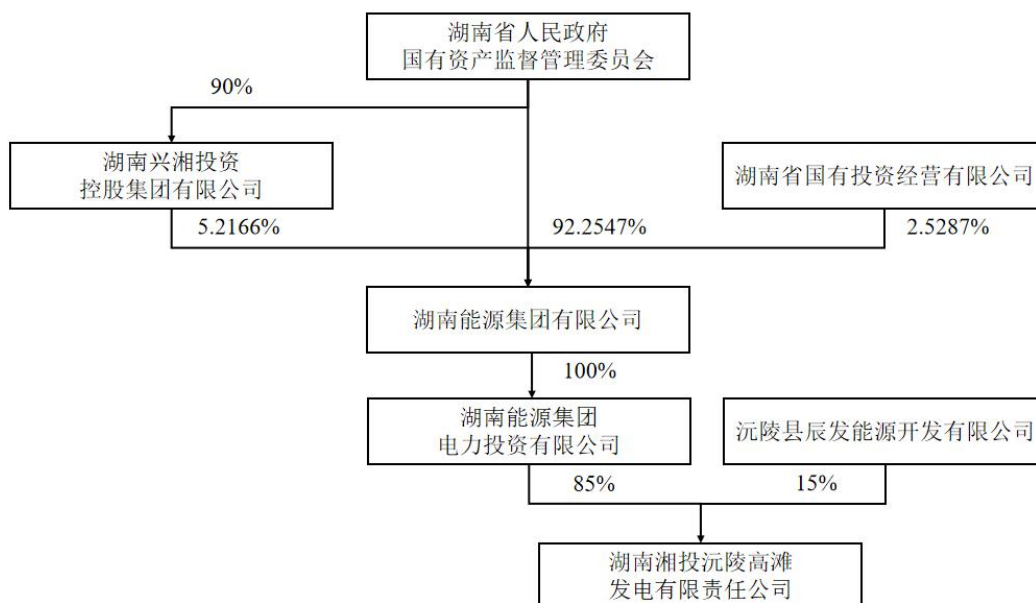 湖南省人民政府
国有资产监督管理委员会
90%
湖南兴湘投资
控股集团有限公司
湖南省国有投资经营有限公司
5.2166%
92.2547%
2.5287%
湖南能源集团有限公司
100%
湖南能源集团
电力投资有限公司
沅陵县辰发能源开发有限公司
85%
15%
湖南湘投沅陵高滩
发电有限责任公司